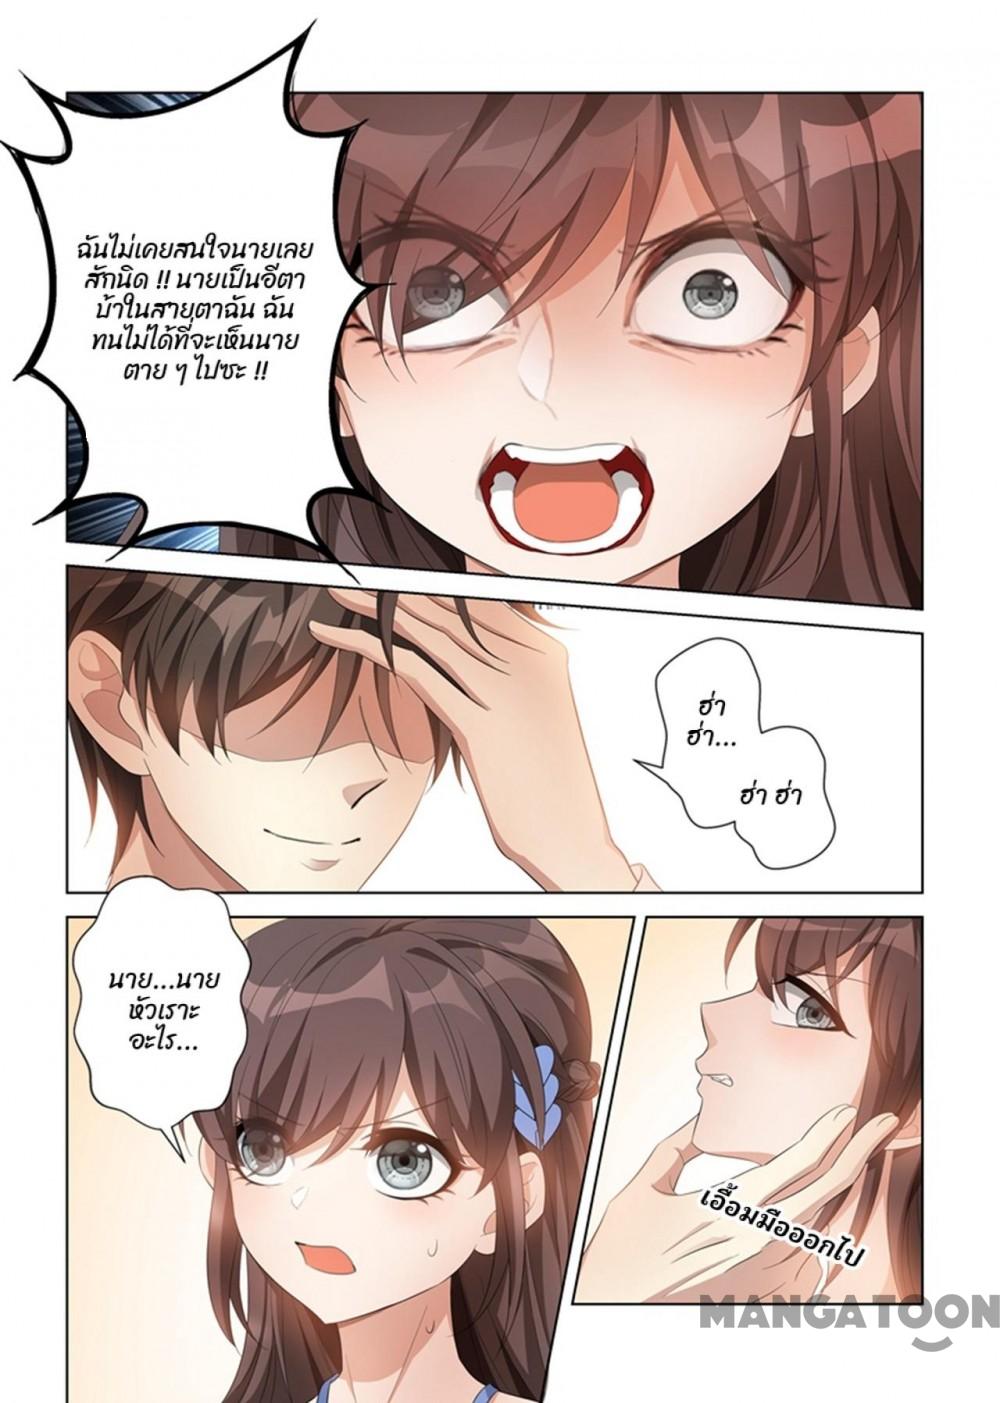 ฉันไม่เคยสนใจนายเลย
สักนิด !! นายเป็นอีตา
บ้าในสายตาฉัน ฉัน
ทนไม่ได้ที่จะเห็นนาย
ตาย ๆ ไปซะ !!
ฮ่า
ฮ่า...
ฮ่า ฮ่า
นาย...นาย
หัวเราะ
อะไร...
เอื้อมมือออกไป
MANGATOON